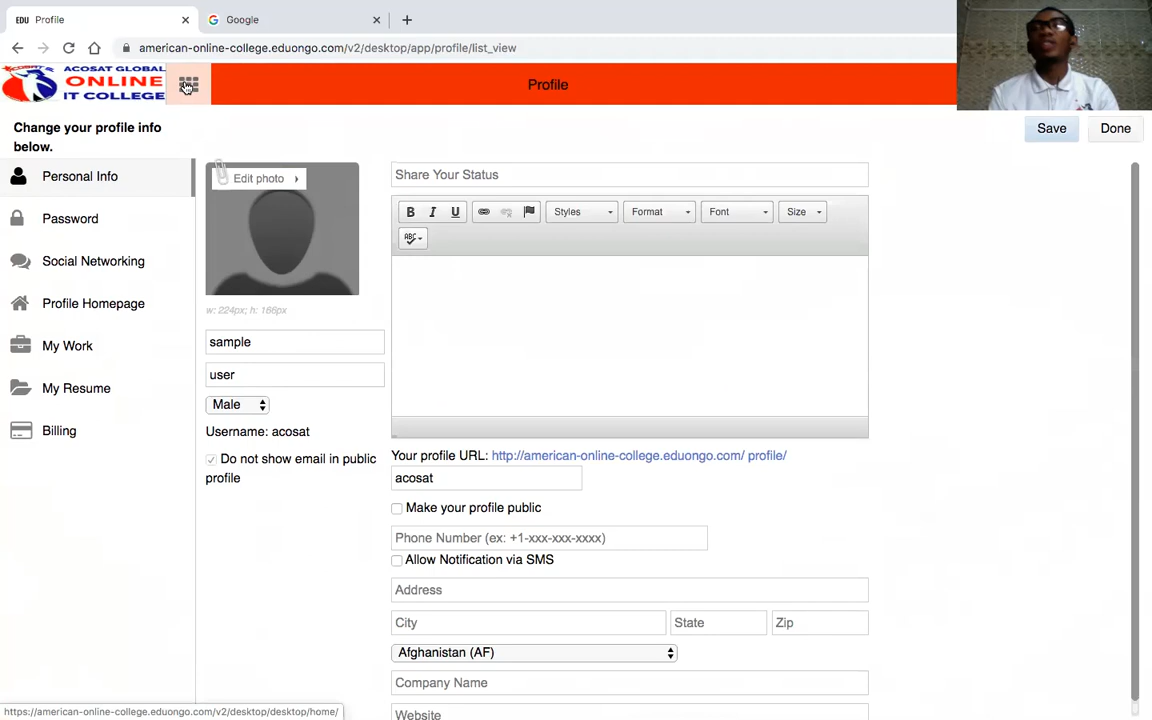 EDU Profile
Google
american-online-college.eduongo.com/v2/desktop/app/profile/list_view
ACOSAT GLOBAL
ONLINE
IT COLLEGE
Profile
Change your profile info
below.
Save
Done
Personal Info
Password
Social Networking
Profile Homepage
My Work
My Resume
Billing
Edit photo
w: 224px; h: 166px
sample
user
Male
Username: acosat
Do not show email in public
profile
Share Your Status
B I U Styles Format Font Size
ABC
Your profile URL: http://american-online-college.eduongo.com/ profile/
acosat
Make your profile public
Phone Number (ex: +1-xxx-xxx-xxxx)
Allow Notification via SMS
Address
City State Zip
Afghanistan (AF)
Company Name
Website
https://american-online-college.eduongo.com/v2/desktop/desktop/home/